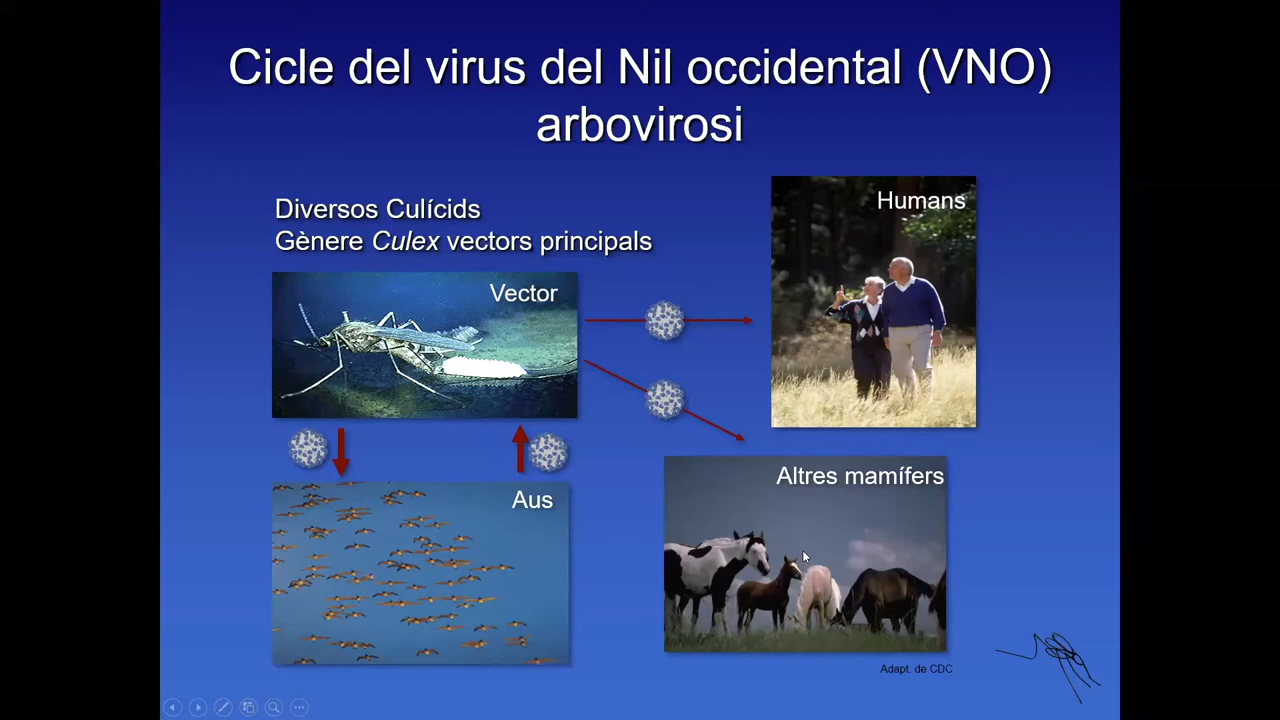 Cicle del virus del Nil occidental (VNO)
arbovirosi
Diversos Culícids
Gènere Culex vectors principals
Vector
Humans
Aus
Altres mamífers
Adapt. de CDC